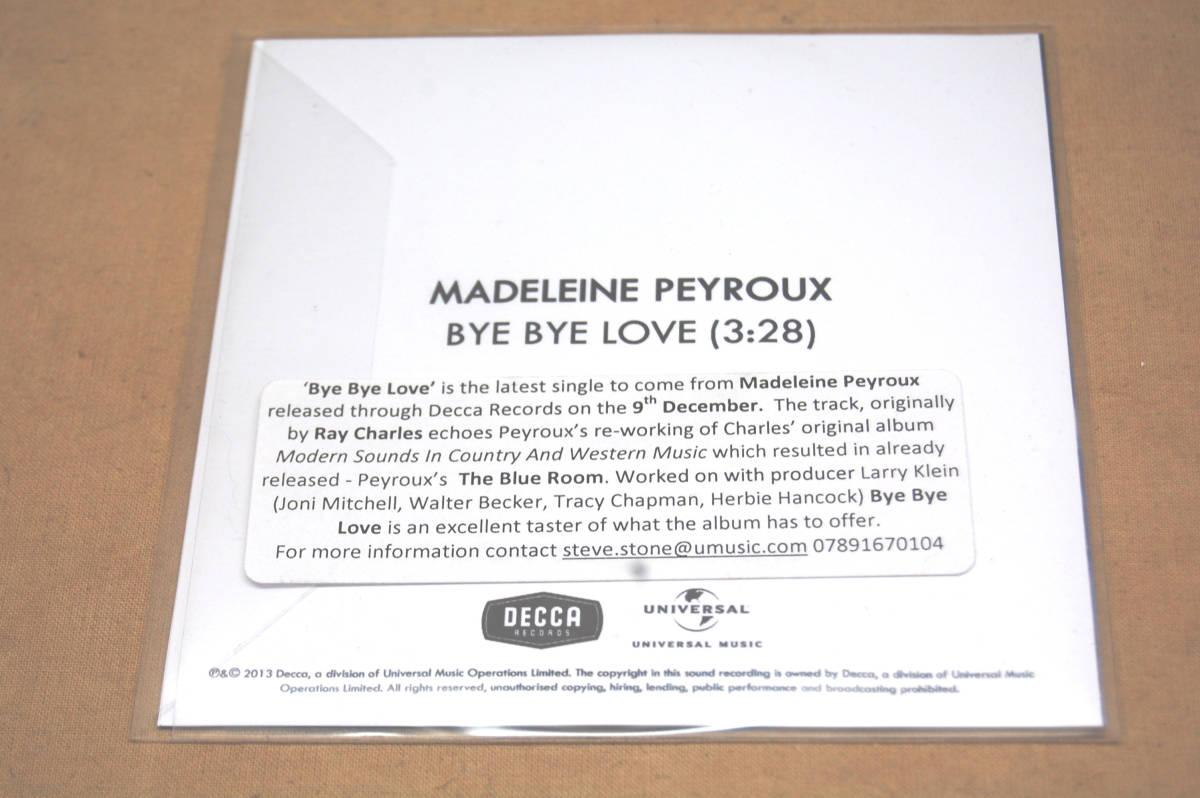 MADELEINE PEYROUX
BYE BYE LOVE (3:28)
‘Bye Bye Love’ is the latest single to come from Madeleine Peyroux
released through Decca Records on the 9th December. The track, originally
by Ray Charles echoes Peyroux’s re-working of Charles’ original album
Modern Sounds In Country And Western Music which resulted in already
released - Peyroux’s The Blue Room. Worked on with producer Larry Klein
(Joni Mitchell, Walter Becker, Tracy Chapman, Herbie Hancock) Bye Bye
Love is an excellent taster of what the album has to offer.
For more information contact steve.stone@umusic.com 07891670104
DECCA
RECORDS
UNIVERSAL
UNIVERSAL MUSIC
℗&© 2013 Decca, a division of Universal Music Operations Limited. The copyright in this sound recording is owned by Decca, a division of Universal Music
Operations Limited. All rights reserved, unauthorised copying, hiring, lending, public performance and broadcasting prohibited.